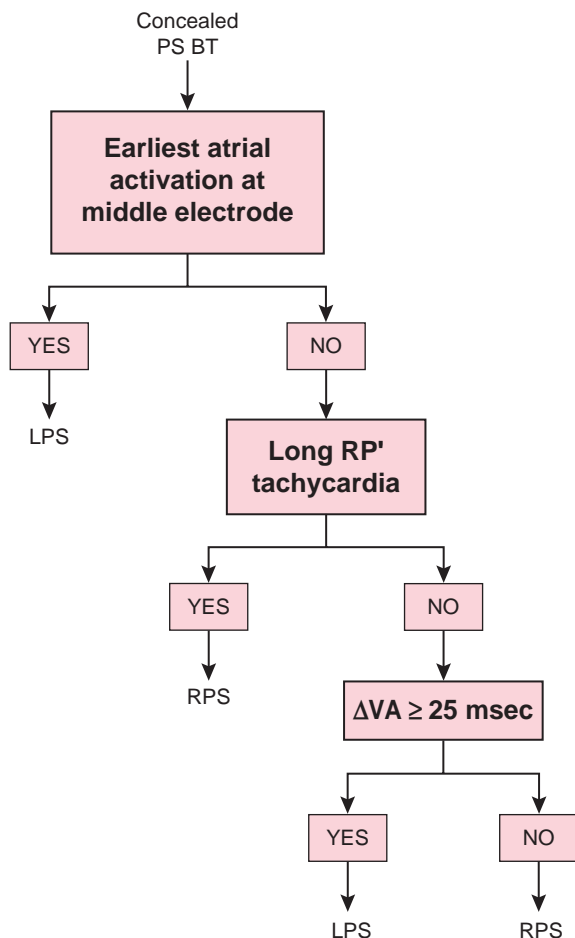 Concealed
PS BT
Earliest atrial
activation at
middle electrode
YES
NO
LPS
Long RP'
tachycardia
YES
NO
RPS
ΔVA ≥ 25 msec
YES
NO
LPS
RPS